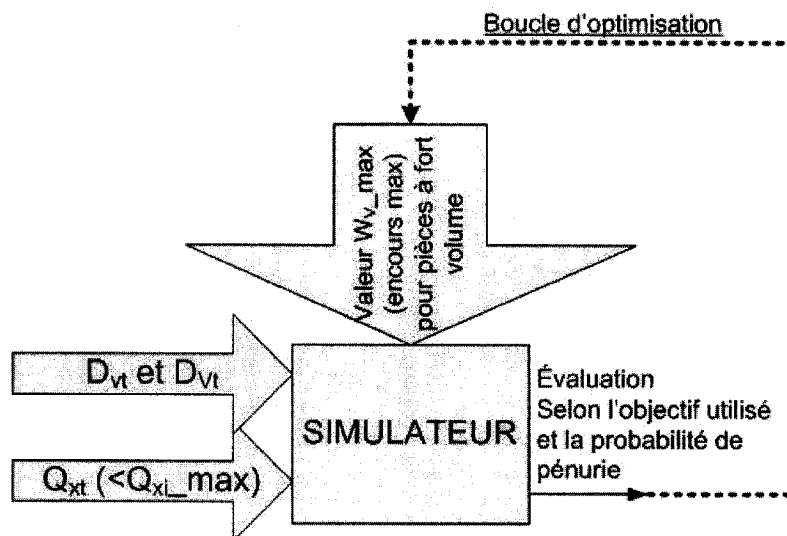 Boucle d'optimisation
Valeur Wv_max
(encours max)
pour pièces à fort
volume
Dvt et DVt
Qxt (<Qxi_max)
SIMULATEUR
Évaluation
Selon l'objectif utilisé
et la probabilité de
pénurie